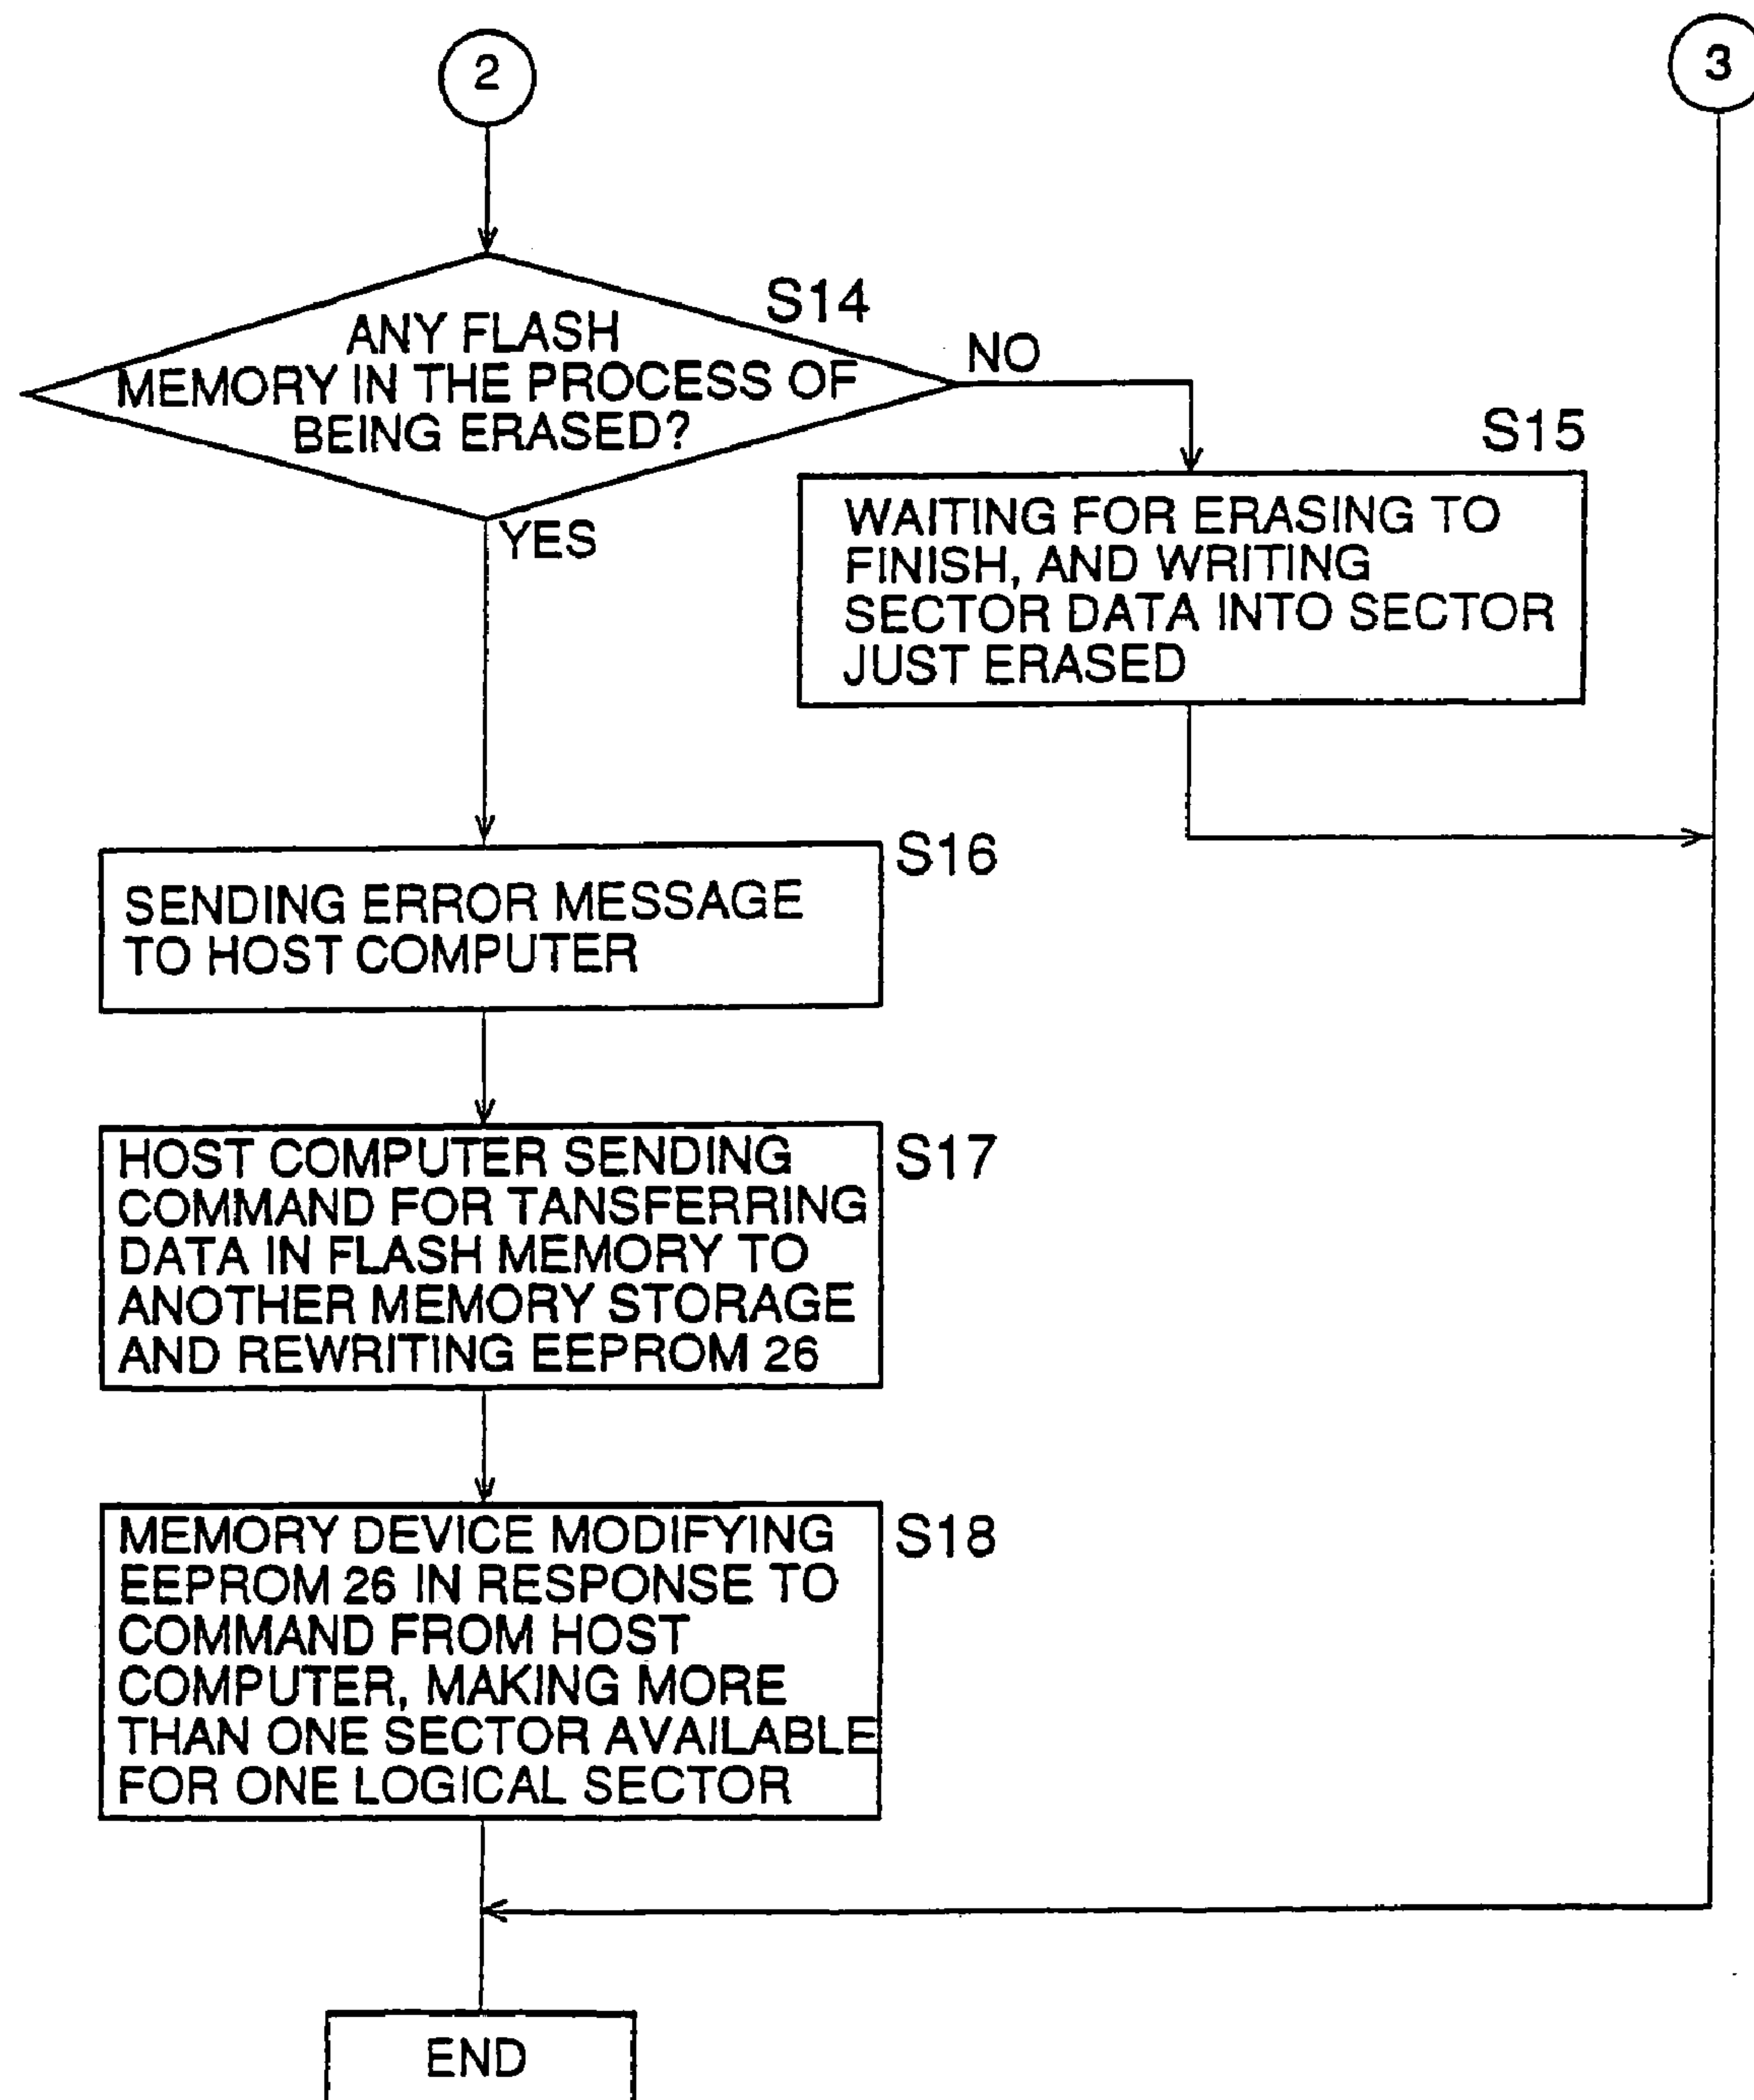 2
3
S14
ANY FLASH
MEMORY IN THE PROCESS OF
BEING ERASED?
NO
YES
S15
WAITING FOR ERASING TO
FINISH, AND WRITING
SECTOR DATA INTO SECTOR
JUST ERASED
S16
SENDING ERROR MESSAGE
TO HOST COMPUTER
S17
HOST COMPUTER SENDING
COMMAND FOR TANSFERRING
DATA IN FLASH MEMORY TO
ANOTHER MEMORY STORAGE
AND REWRITING EEPROM 26
S18
MEMORY DEVICE MODIFYING
EEPROM 26 IN RESPONSE TO
COMMAND FROM HOST
COMPUTER, MAKING MORE
THAN ONE SECTOR AVAILABLE
FOR ONE LOGICAL SECTOR
END